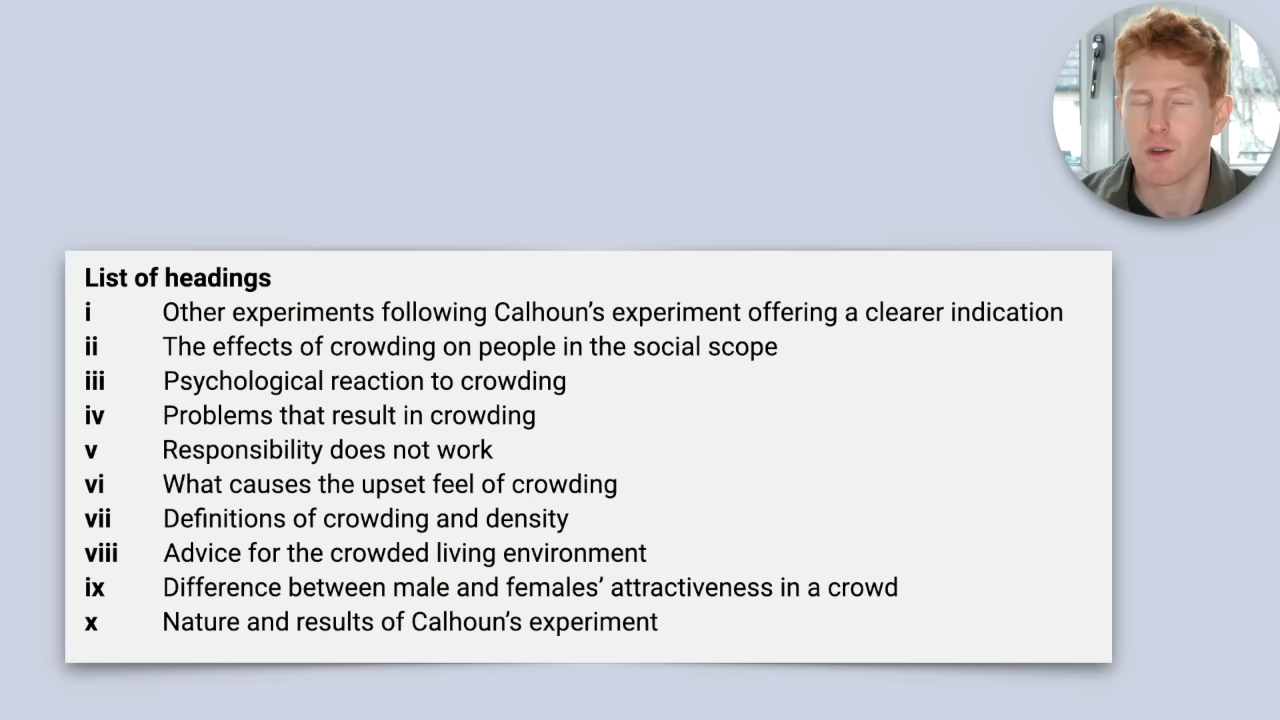 List of headings
i Other experiments following Calhoun’s experiment offering a clearer indication
ii The effects of crowding on people in the social scope
iii Psychological reaction to crowding
iv Problems that result in crowding
v Responsibility does not work
vi What causes the upset feel of crowding
vii Definitions of crowding and density
viii Advice for the crowded living environment
ix Difference between male and females’ attractiveness in a crowd
x Nature and results of Calhoun’s experiment